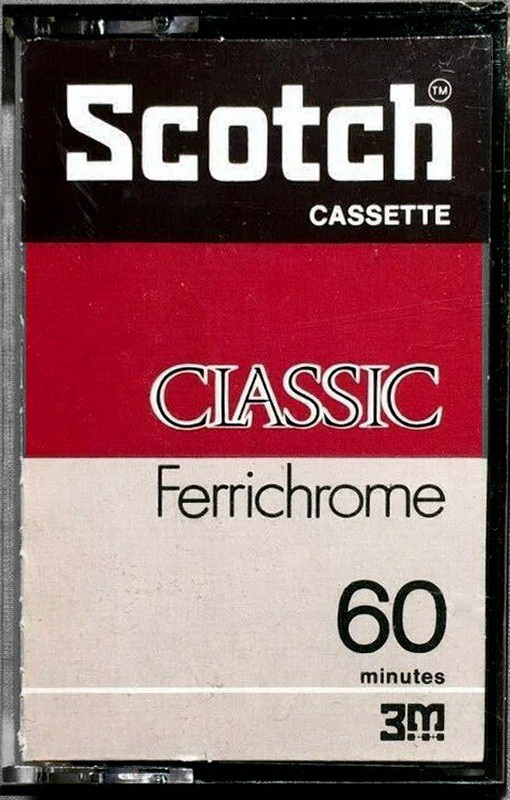 Scotch™
CASSETTE
CLASSIC
Ferrichrome
60
minutes
3M